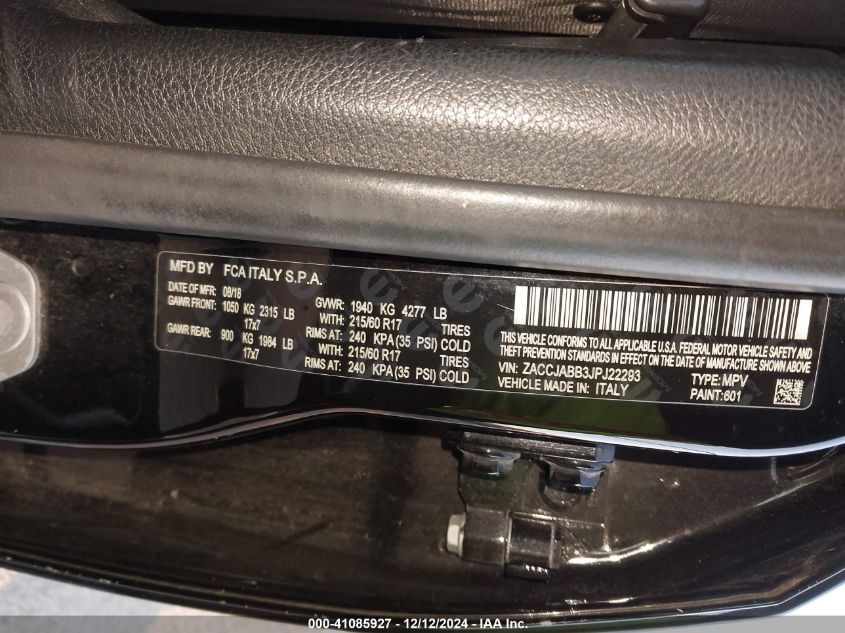 MFD BY FCA ITALY S.P.A.
DATE OF MFR: 08/18 GVWR: 1940 KG 4277 LB
GAWR FRONT: 1050 KG 2315 LB WITH: 215/60 R17 TIRES
17x7 RIMS AT: 240 KPA (35 PSI) COLD
GAWR REAR: 900 KG 1984 LB WITH: 215/60 R17 TIRES
17x7 RIMS AT: 240 KPA (35 PSI) COLD
THIS VEHICLE CONFORMS TO ALL APPLICABLE U.S.A. FEDERAL MOTOR VEHICLE SAFETY AND
THEFT PREVENTION STANDARDS IN EFFECT ON THE DATE OF MANUFACTURE SHOWN ABOVE
VIN: ZACCJABB3JPJ22293 TYPE: MPV
VEHICLE MADE IN: ITALY PAINT: 601
000-41085927 - 12/12/2024 - IAA Inc.